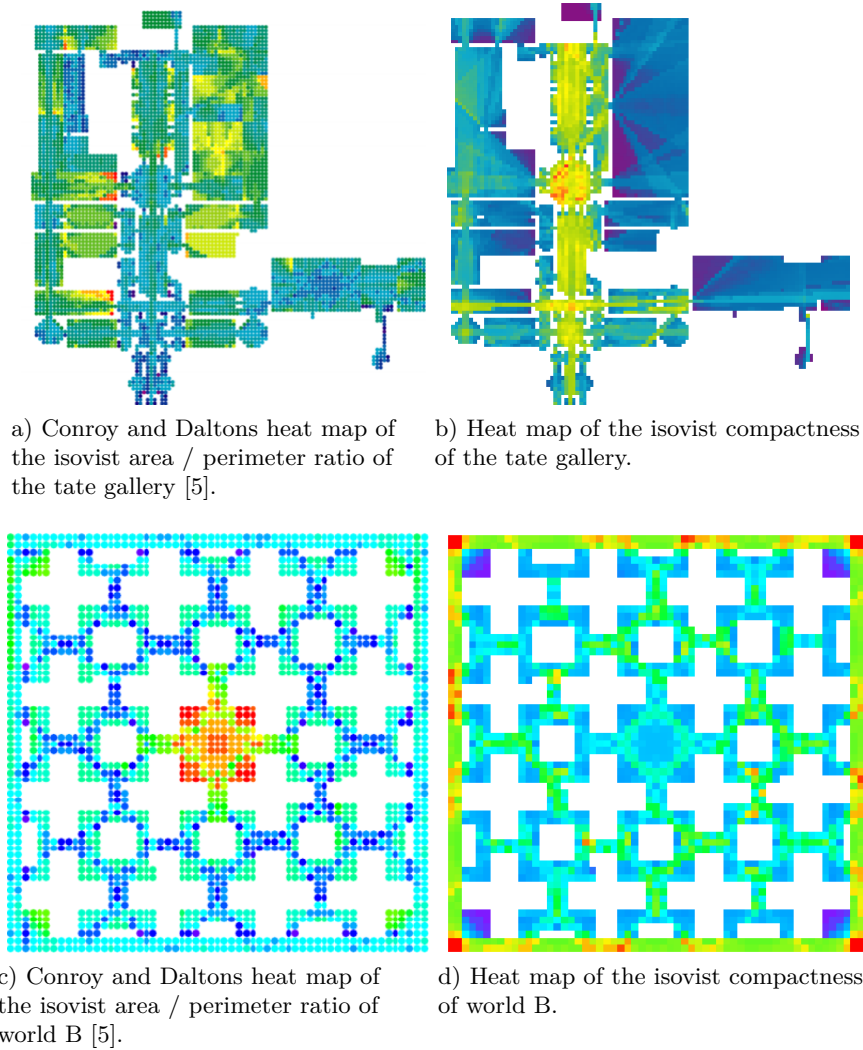 a) Conroy and Daltons heat map of
the isovist area / perimeter ratio of
the tate gallery [5].
b) Heat map of the isovist compactness
of the tate gallery.
c) Conroy and Daltons heat map of
the isovist area / perimeter ratio of
world B [5].
d) Heat map of the isovist compactness
of world B.